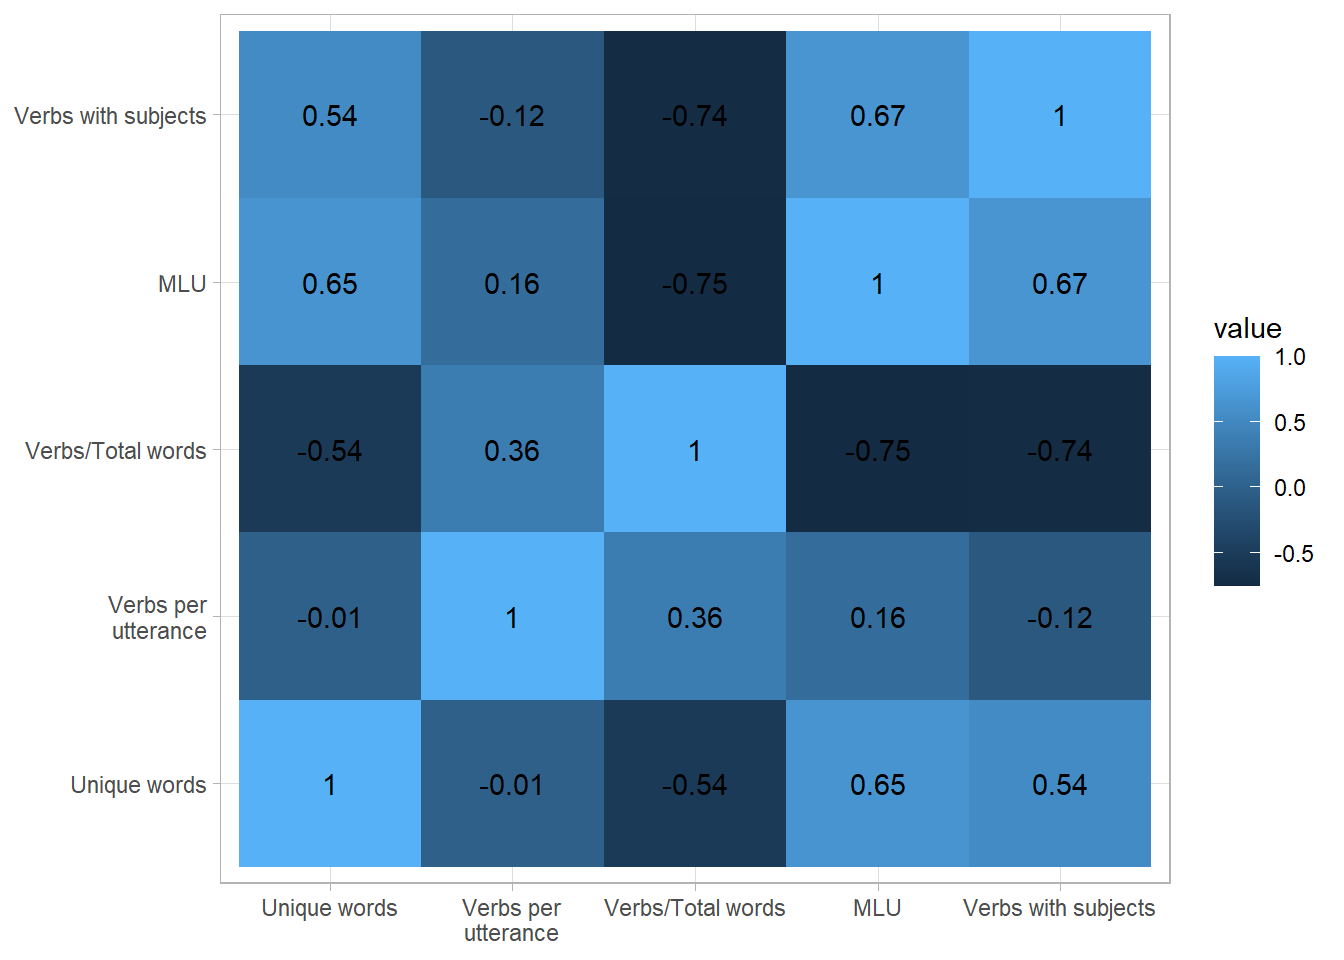 Verbs with subjects
0.54 -0.12 -0.74 0.67 1
MLU
0.65 0.16 -0.75 1 0.67
Verbs/Total words
-0.54 0.36 1 -0.75 -0.74
Verbs per
utterance
-0.01 1 0.36 0.16 -0.12
Unique words
1 -0.01 -0.54 0.65 0.54
Unique words
Verbs per
utterance
Verbs/Total words
MLU
Verbs with subjects
value
1.0
0.5
0.0
-0.5